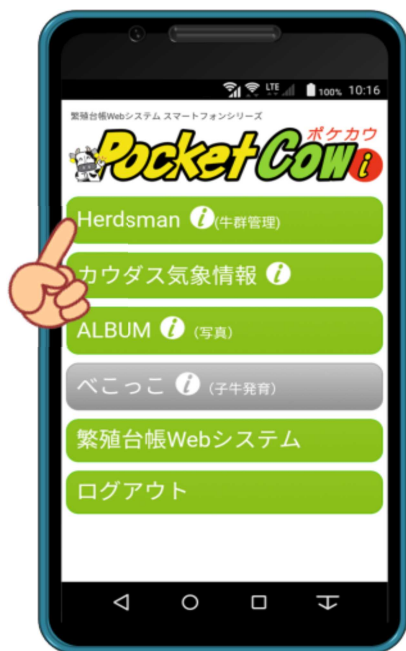 LTE 100% 10:16
繁殖台帳Webシステム スマートフォンシリーズ
ポケカウ
Pocket Cow i
Herdsman i (牛群管理)
カウダス気象情報 i
ALBUM i (写真)
べこっこ i (子牛発育)
繁殖台帳Webシステム
ログアウト